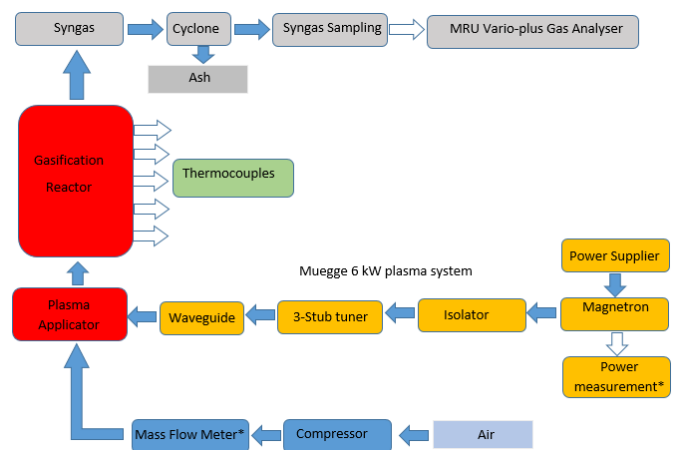 Syngas
Cyclone
Syngas Sampling
MRU Vario-plus Gas Analyser
Ash
Gasification
Reactor
Thermocouples
Muegge 6 kW plasma system
Power Supplier
Plasma
Applicator
Waveguide
3-Stub tuner
Isolator
Magnetron
Power
measurement*
Mass Flow Meter*
Compressor
Air